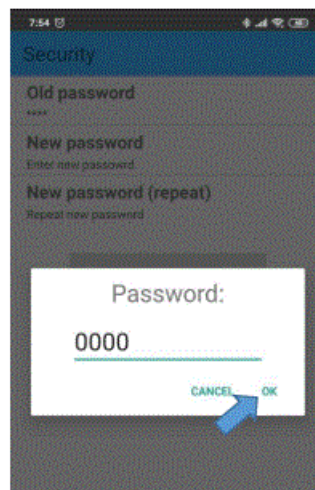 7:54
Security
Old password
****
New password
Enter new password
New password (repeat)
Repeat new password
Password:
0000
CANCEL OK